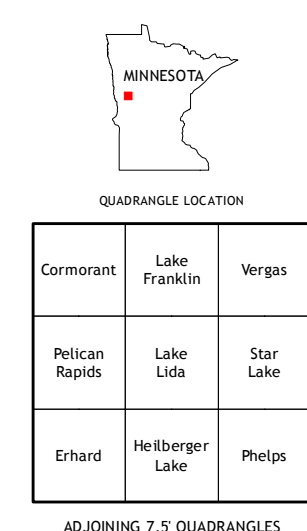 MINNESOTA
QUADRANGLE LOCATION
Cormorant
Lake
Franklin
Vergas
Pelican
Rapids
Lake
Lida
Star
Lake
Erhard
Heilberger
Lake
Phelps
ADJOINING 7.5' QUADRANGLES